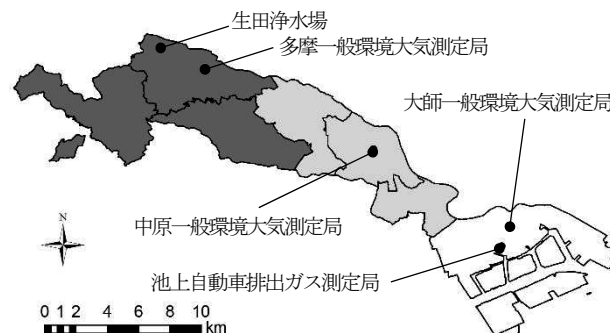 生田浄水場
多摩一般環境大気測定局
大師一般環境大気測定局
中原一般環境大気測定局
池上自動車排出ガス測定局
N
0 1 2 4 6 8 10
km